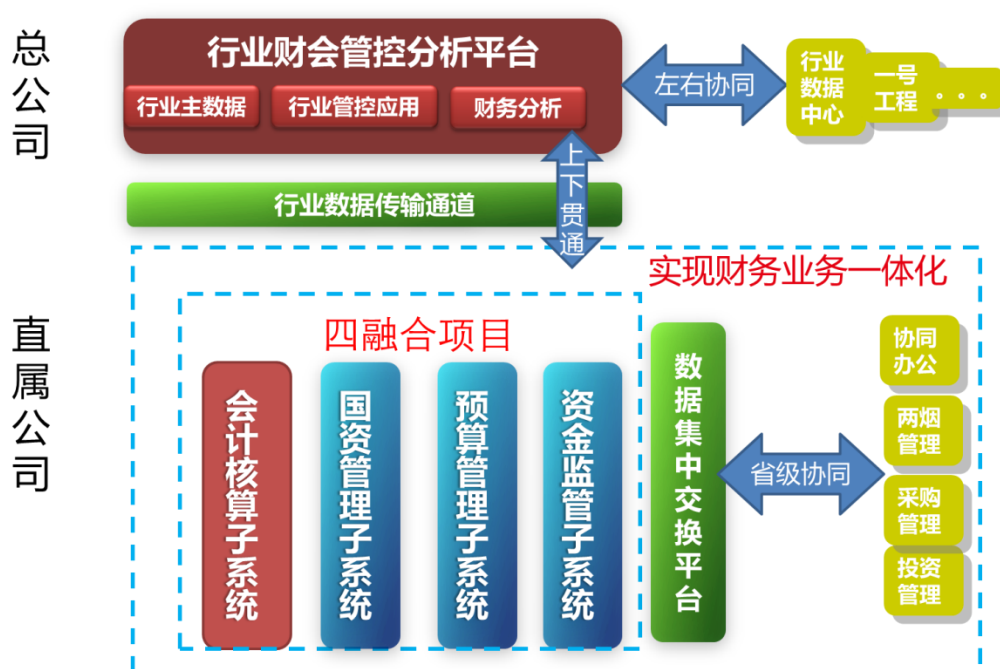 总公司
行业财会管控分析平台
行业主数据
行业管控应用
财务分析
左右协同
行业
数据
中心
一号
工程
。。。
上下贯通
行业数据传输通道
直属公司
实现财务业务一体化
四融合项目
会计核算子系统
国资管理子系统
预算管理子系统
资金监管子系统
数据集中交换平台
省级协同
协同
办公
两烟
管理
采购
管理
投资
管理